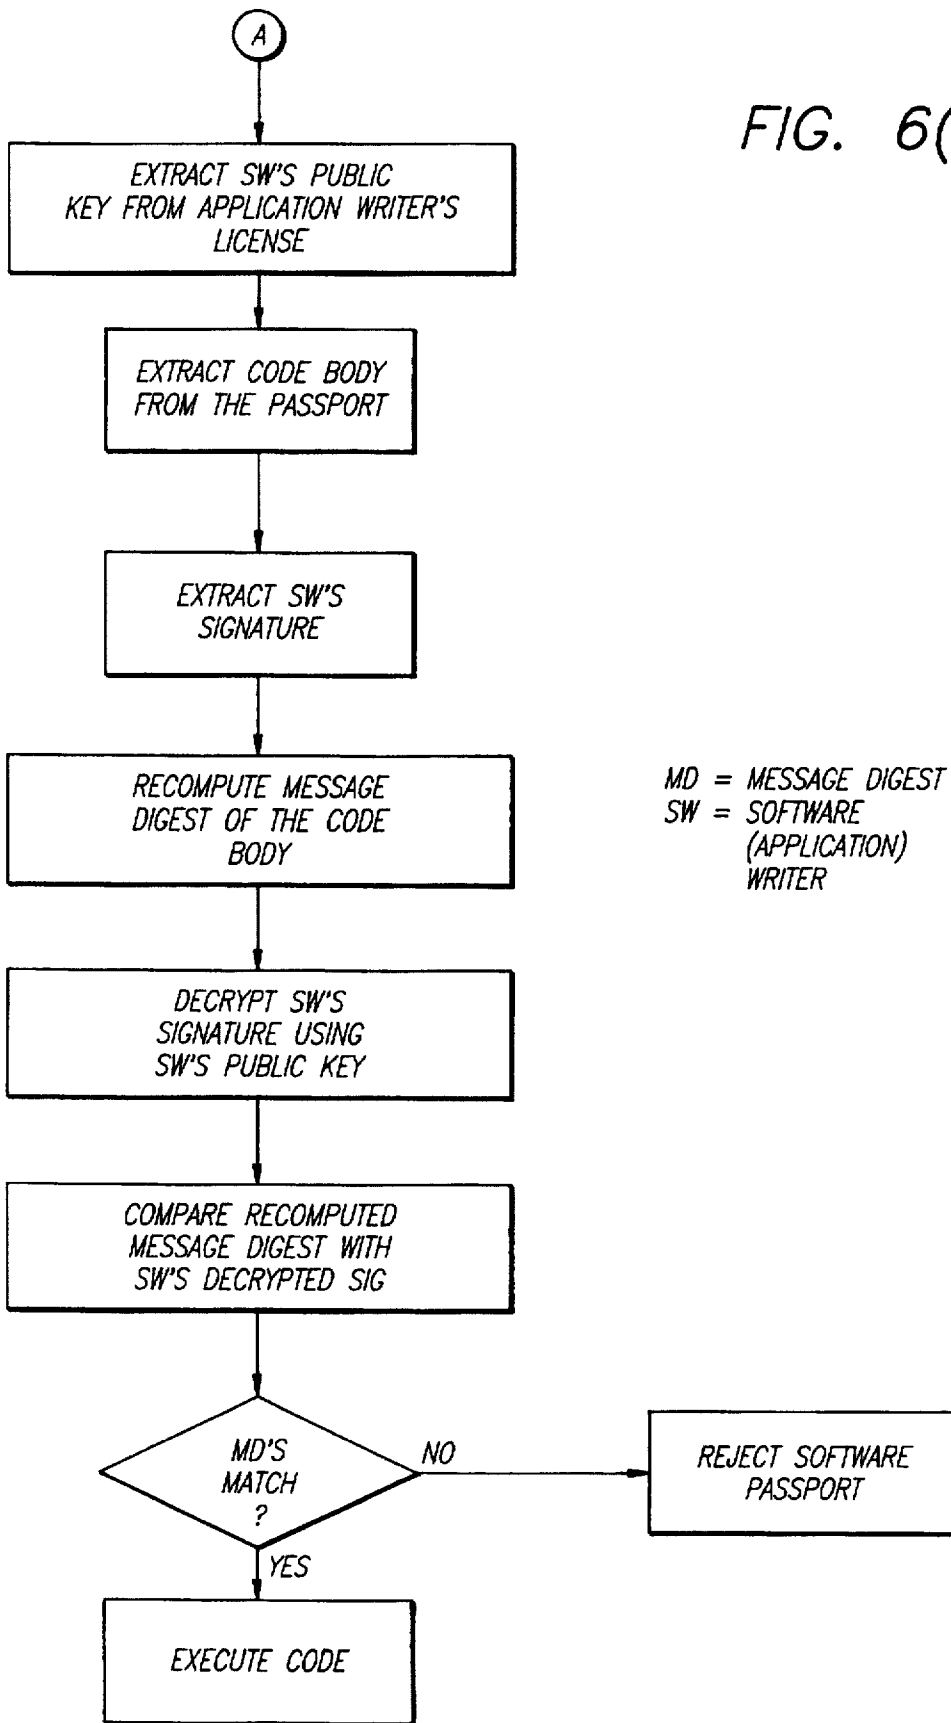 A
FIG. 6(
EXTRACT SW'S PUBLIC
KEY FROM APPLICATION WRITER'S
LICENSE
EXTRACT CODE BODY
FROM THE PASSPORT
EXTRACT SW'S
SIGNATURE
RECOMPUTE MESSAGE
DIGEST OF THE CODE
BODY
MD = MESSAGE DIGEST
SW = SOFTWARE
(APPLICATION)
WRITER
DECRYPT SW'S
SIGNATURE USING
SW'S PUBLIC KEY
COMPARE RECOMPUTED
MESSAGE DIGEST WITH
SW'S DECRYPTED SIG
MD'S
MATCH
?
NO
REJECT SOFTWARE
PASSPORT
YES
EXECUTE CODE